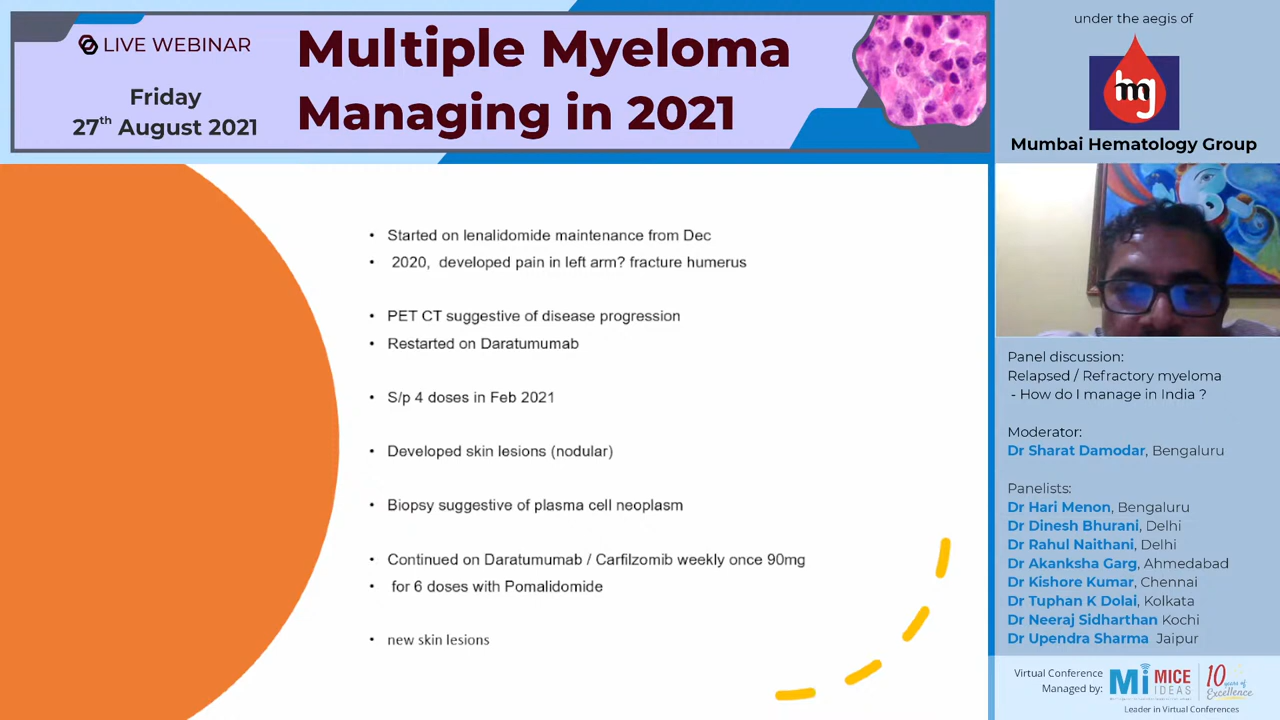 LIVE WEBINAR
Friday
27th August 2021
Multiple Myeloma
Managing in 2021
• Started on lenalidomide maintenance from Dec
• 2020, developed pain in left arm? fracture humerus
• PET CT suggestive of disease progression
• Restarted on Daratumumab
• S/p 4 doses in Feb 2021
• Developed skin lesions (nodular)
• Biopsy suggestive of plasma cell neoplasm
• Continued on Daratumumab / Carfilzomib weekly once 90mg
• for 6 doses with Pomalidomide
• new skin lesions
under the aegis of
hmg
Mumbai Hematology Group
Panel discussion:
Relapsed / Refractory myeloma
- How do I manage in India ?
Moderator:
Dr Sharat Damodar, Bengaluru
Panelists:
Dr Hari Menon, Bengaluru
Dr Dinesh Bhurani, Delhi
Dr Rahul Naithani, Delhi
Dr Akanksha Garg, Ahmedabad
Dr Kishore Kumar, Chennai
Dr Tuphan K Dolai, Kolkata
Dr Neeraj Sidharthan Kochi
Dr Upendra Sharma Jaipur
Virtual Conference
Managed by:
Mi MICE IDEAS
10 years of Excellence
Leader in Virtual Conferences